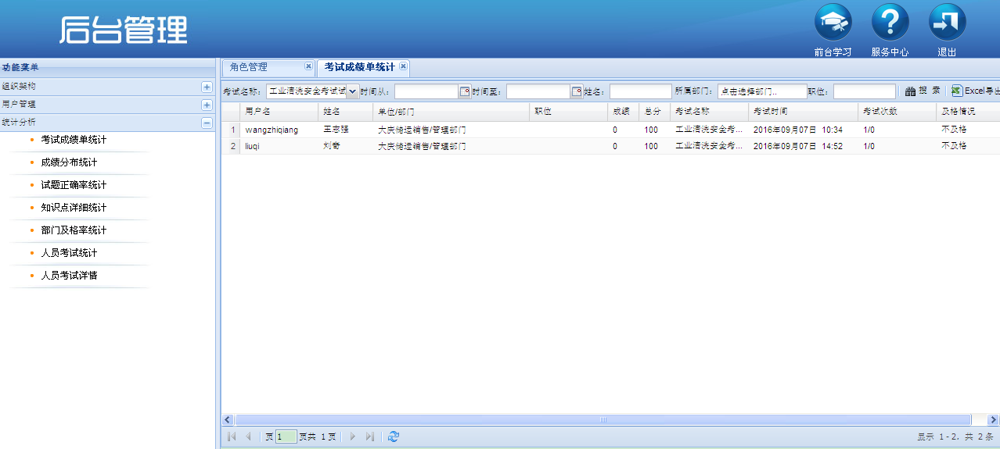 后台管理
前台学习 服务中心 退出
功能菜单
组织架构
用户管理
统计分析
考试成绩单统计
成绩分布统计
试题正确率统计
知识点详细统计
部门及格率统计
人员考试统计
人员考试详情
角色管理 考试成绩单统计
考试名称: 工业清洗安全考试试 时间从: 时间至: 姓名: 所属部门: 点击选择部门.. 职位: 搜 索 Excel导出
用户名 姓名 单位/部门 职位 成绩 总分 考试名称 考试时间 考试次数 及格情况
1 wangzhiqiang 王志强 大庆储运销售/管理部门 0 100 工业清洗安全考... 2016年09月07日 10:34 1/0 不及格
2 liuqi 刘奇 大庆储运销售/管理部门 0 100 工业清洗安全考... 2016年09月07日 14:52 1/0 不及格
页 1 页共 1 页 显示 1 - 2, 共 2 条